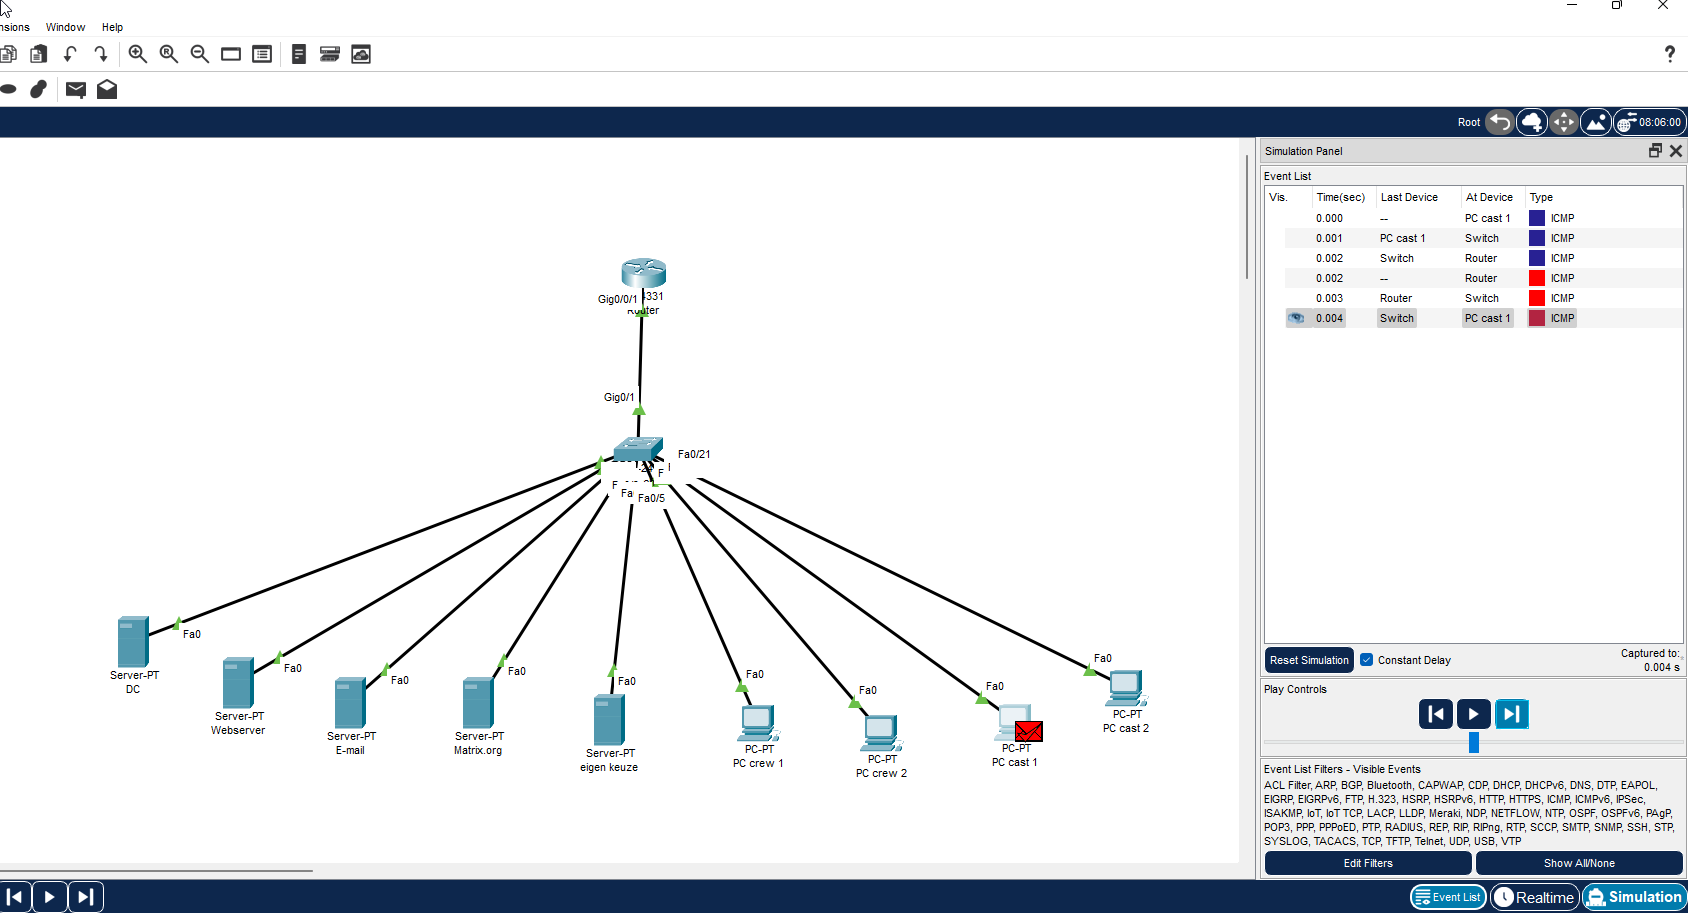 nsions Window Help
?
Root 08:06:00
Simulation Panel
Event List
Vis. Time(sec) Last Device At Device Type
0.000 -- PC cast 1 ICMP
0.001 PC cast 1 Switch ICMP
0.002 Switch Router ICMP
0.002 -- Router ICMP
0.003 Router Switch ICMP
0.004 Switch PC cast 1 ICMP
Gig0/0/1 331
Router
Gig0/1
Fa0/21
F
Fa Fa0/5
Fa0
Server-PT
DC
Fa0
Server-PT
Webserver
Fa0
Server-PT
E-mail
Fa0
Server-PT
Matrix.org
Fa0
Server-PT
eigen keuze
Fa0
PC-PT
PC crew 1
Fa0
PC-PT
PC crew 2
Fa0
PC-PT
PC cast 1
Fa0
PC-PT
PC cast 2
Reset Simulation Constant Delay Captured to:
0.004 s
Play Controls
Event List Filters - Visible Events
ACL Filter, ARP, BGP, Bluetooth, CAPWAP, CDP, DHCP, DHCPv6, DNS, DTP, EAPOL,
EIGRP, EIGRPv6, FTP, H.323, HSRP, HSRPv6, HTTP, HTTPS, ICMP, ICMPv6, IPSec,
ISAKMP, IoT, IoT TCP, LACP, LLDP, Meraki, NDP, NETFLOW, NTP, OSPF, OSPFv6, PAgP,
POP3, PPP, PPPoED, PTP, RADIUS, REP, RIP, RIPng, RTP, SCCP, SMTP, SNMP, SSH, STP,
SYSLOG, TACACS, TCP, TFTP, Telnet, UDP, USB, VTP
Edit Filters Show All/None
Event List Realtime Simulation